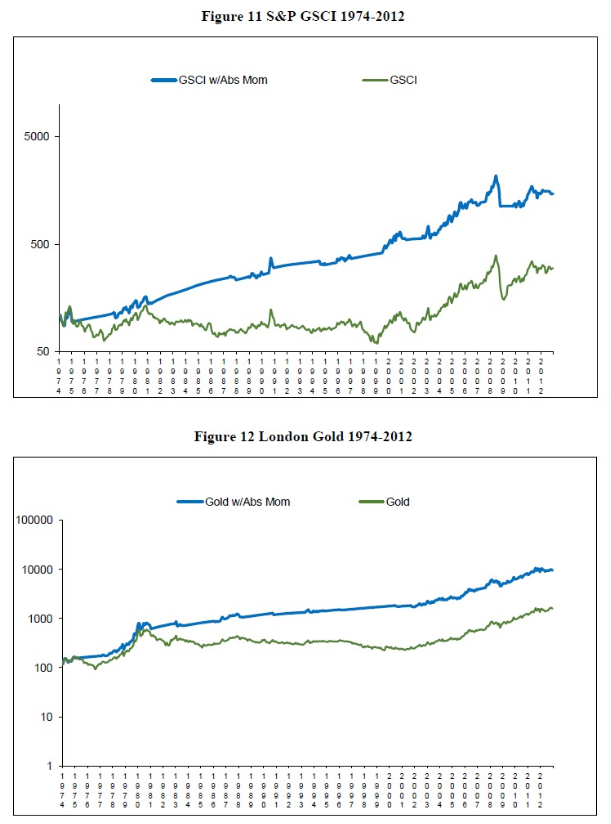 Figure 11 S&P GSCI 1974-2012
GSCI w/Abs Mom
GSCI
5000
500
50
1974 1975 1976 1977 1978 1979 1980 1981 1982 1983 1984 1985 1986 1987 1988 1989 1990 1991 1992 1993 1994 1995 1996 1997 1998 1999 2000 2001 2002 2003 2004 2005 2006 2007 2008 2009 2010 2011 2012
Figure 12 London Gold 1974-2012
Gold w/Abs Mom
Gold
100000
10000
1000
100
10
1
1974 1975 1976 1977 1978 1979 1980 1981 1982 1983 1984 1985 1986 1987 1988 1989 1990 1991 1992 1993 1994 1995 1996 1997 1998 1999 2000 2001 2002 2003 2004 2005 2006 2007 2008 2009 2010 2011 2012